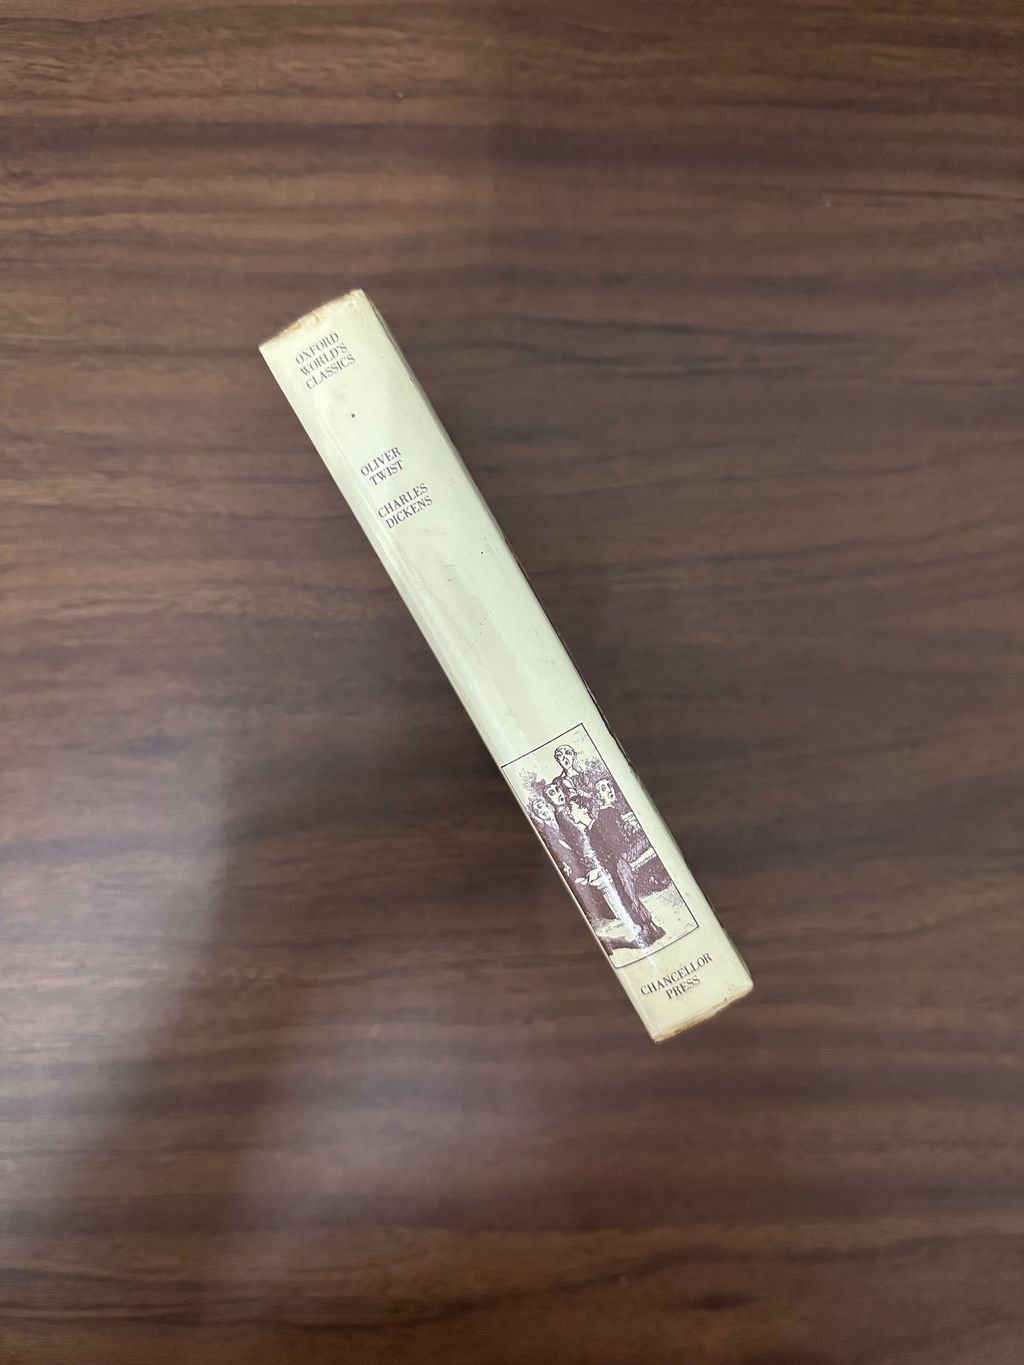 OXFORD
WORLD'S
CLASSICS
OLIVER
TWIST
CHARLES
DICKENS
CHANCELLOR
PRESS